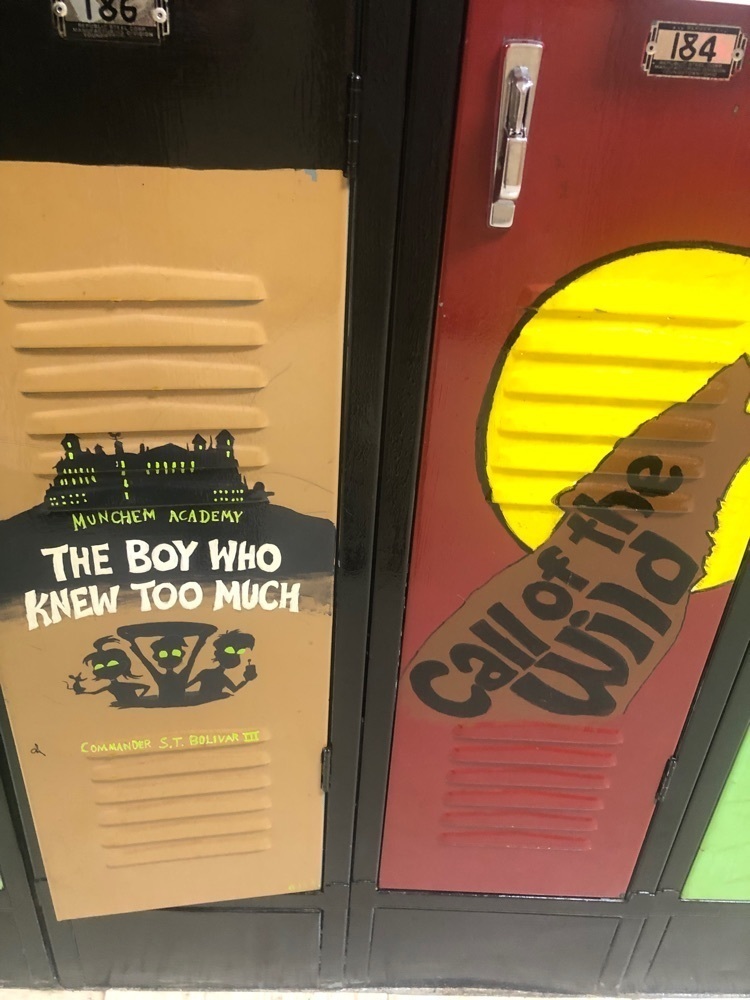 186
184
MUNCHEM ACADEMY
THE BOY WHO
KNEW TOO MUCH
COMMANDER S.T. BOLIVAR III
Call of the
Wild